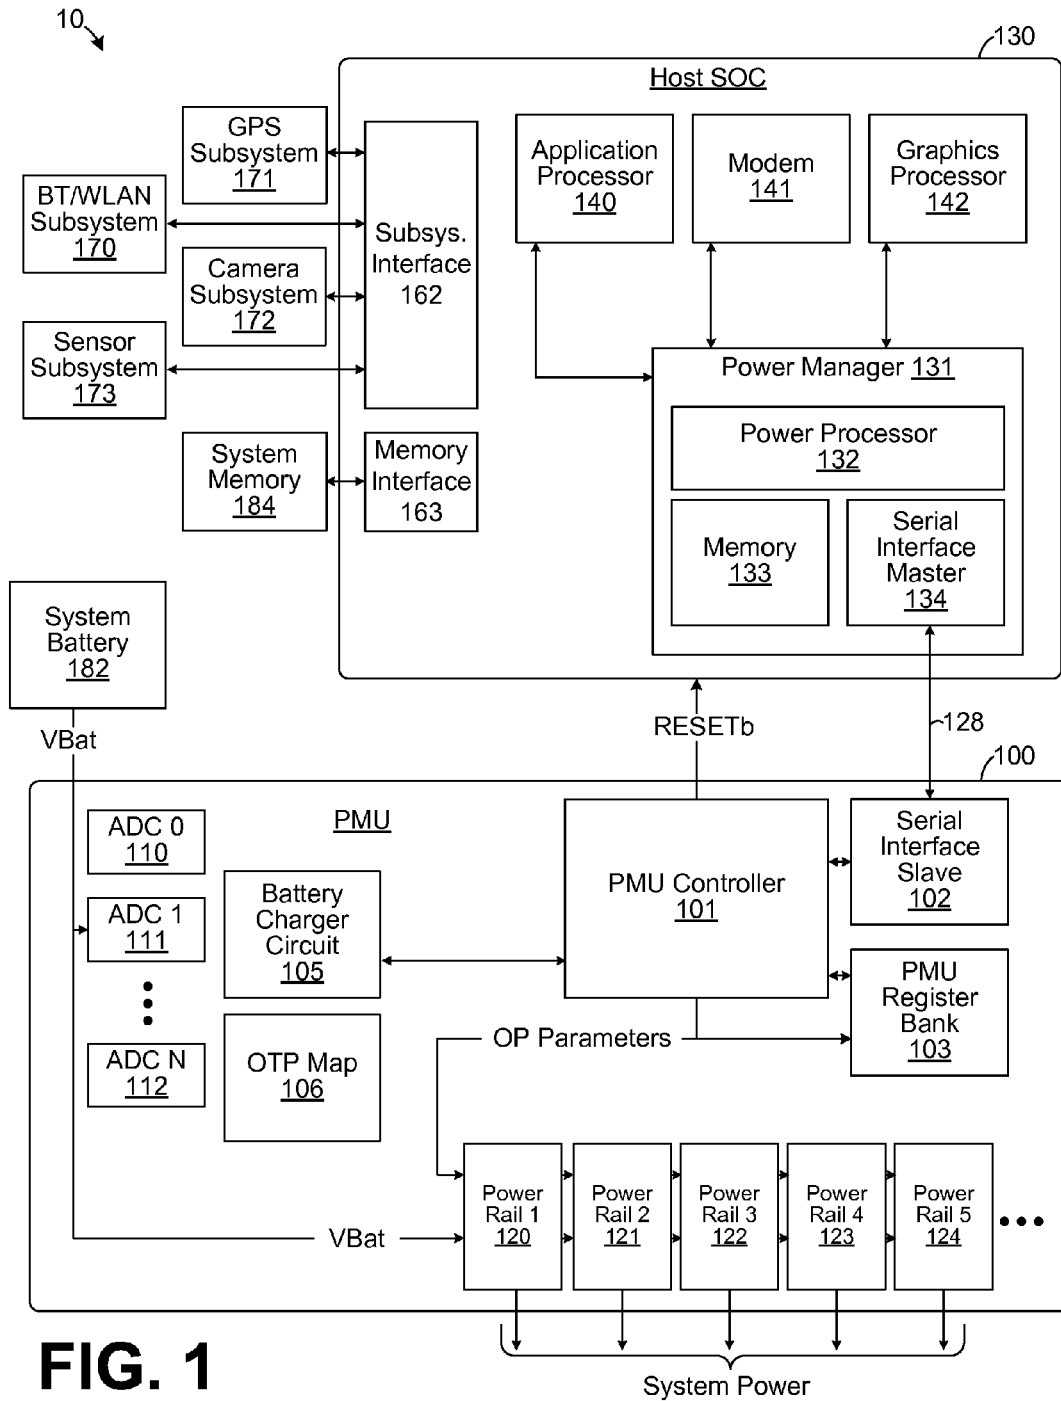 10
130
Host SOC
GPS
Subsystem
171
BT/WLAN
Subsystem
170
Camera
Subsystem
172
Sensor
Subsystem
173
System
Memory
184
Subsys.
Interface
162
Memory
Interface
163
Application
Processor
140
Modem
141
Graphics
Processor
142
Power Manager 131
Power Processor
132
Memory
133
Serial
Interface
Master
134
System
Battery
182
VBat
RESETb
128
100
PMU
ADC 0
110
ADC 1
111
ADC N
112
Battery
Charger
Circuit
105
OTP Map
106
PMU Controller
101
Serial
Interface
Slave
102
PMU
Register
Bank
103
OP Parameters
VBat
Power
Rail 1
120
Power
Rail 2
121
Power
Rail 3
122
Power
Rail 4
123
Power
Rail 5
124
System Power
FIG. 1